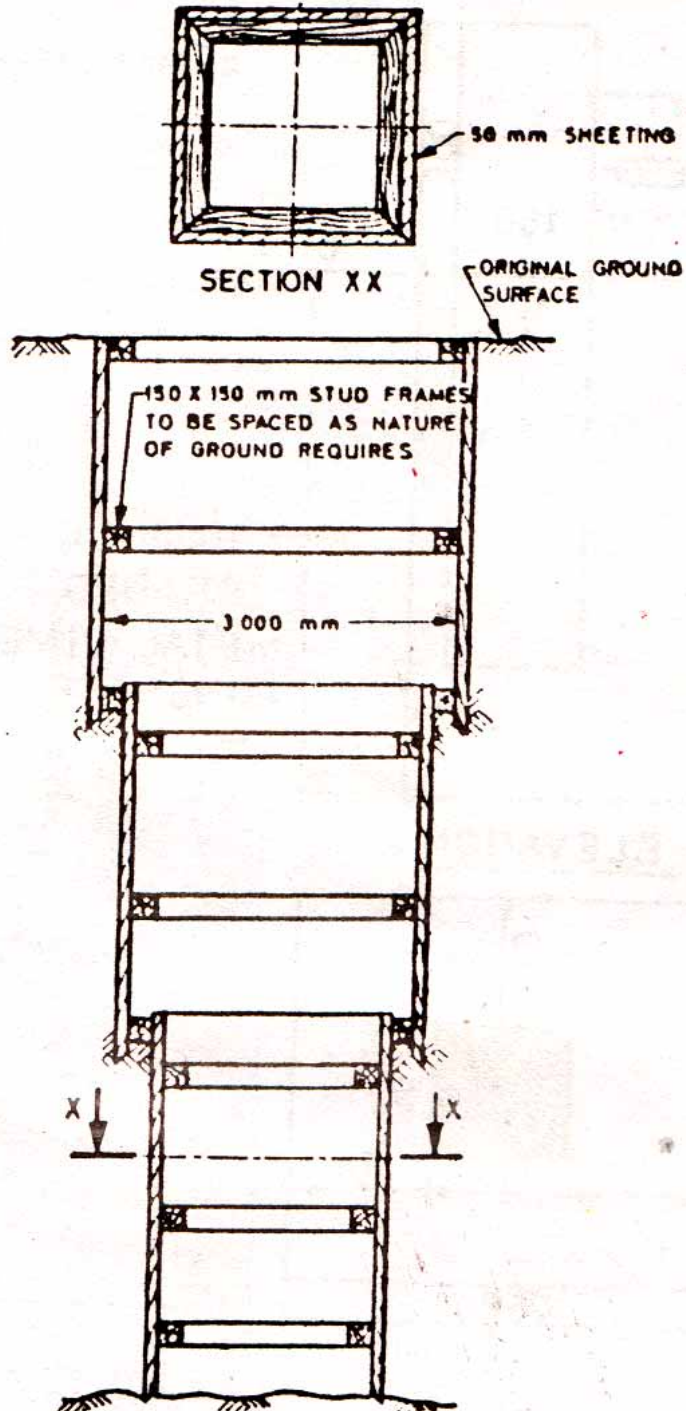 50 mm SHEETING
SECTION XX
ORIGINAL GROUND
SURFACE
150 X 150 mm STUD FRAMES
TO BE SPACED AS NATURE
OF GROUND REQUIRES
3000 mm
X
X